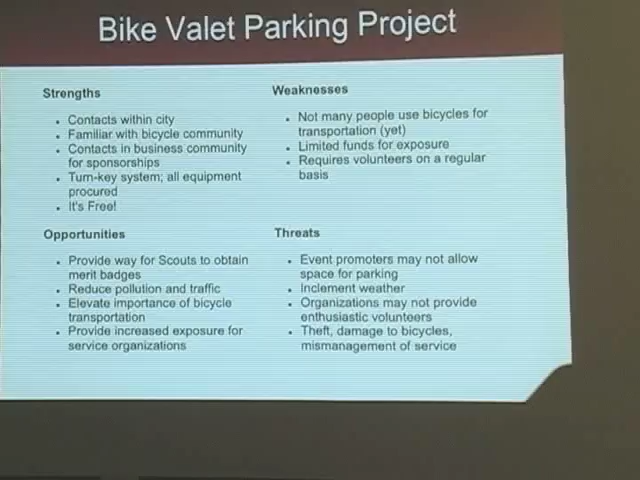 Bike Valet Parking Project
Strengths
• Contacts within city
• Familiar with bicycle community
• Contacts in business community
for sponsorships
• Turn-key system; all equipment
procured
• It's Free!
Weaknesses
• Not many people use bicycles for
transportation (yet)
• Limited funds for exposure
• Requires volunteers on a regular
basis
Opportunities
• Provide way for Scouts to obtain
merit badges
• Reduce pollution and traffic
• Elevate importance of bicycle
transportation
• Provide increased exposure for
service organizations
Threats
• Event promoters may not allow
space for parking
• Inclement weather
• Organizations may not provide
enthusiastic volunteers
• Theft, damage to bicycles,
mismanagement of service